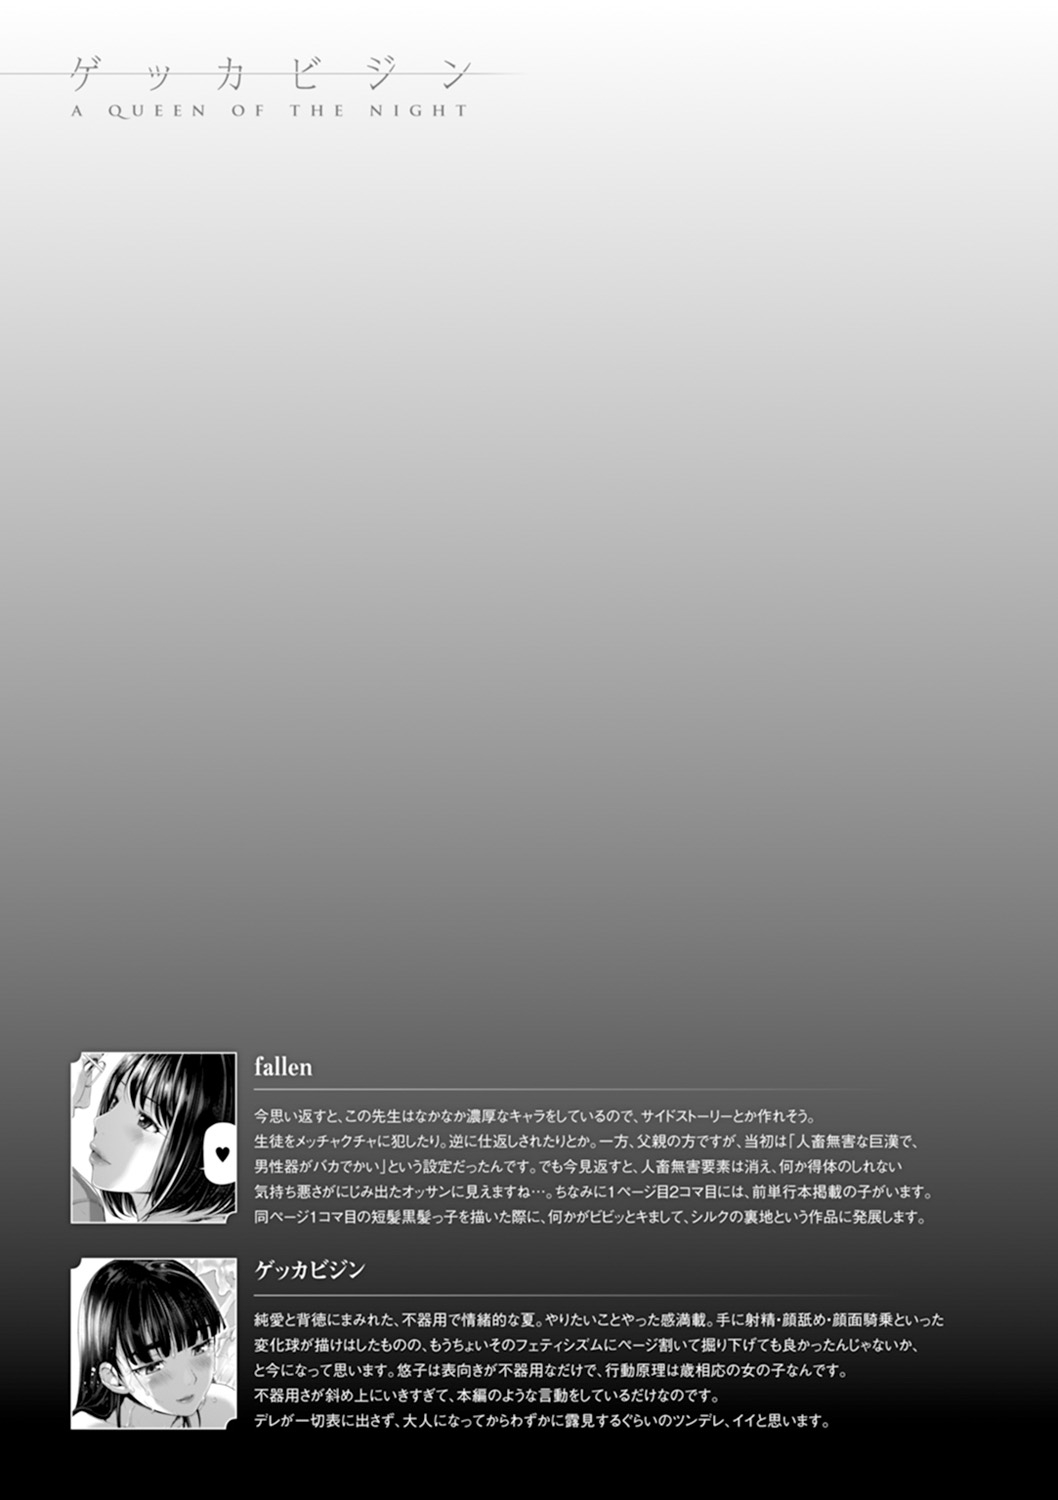 ゲッカビジン
A QUEEN OF THE NIGHT
fallen
今思い返すと、この先生はなかなか濃厚なキャラをしているので、サイドストーリーとか作れそう。
生徒をメッチャクチャに犯したり。逆に仕返しされたりとか。一方、父親の方ですが、当初は「人畜無害な巨漢で、
男性器がバカでかい」という設定だったんです。でも今見返すと、人畜無害要素は消え、何か得体のしれない
気持ち悪さがにじみ出たオッサンに見えますね…。ちなみに1ページ目2コマ目には、前単行本掲載の子がいます。
同ページ1コマ目の短髪黒髪っ子を描いた際に、何かがビビッとキまして、シルクの裏地という作品に発展します。
ゲッカビジン
純愛と背徳にまみれた、不器用で情緒的な夏。やりたいことやった感満載。手に射精・顔舐め・顔面騎乗といった
変化球が描けはしたものの、もうちょいそのフェティシズムにページ割いて掘り下げても良かったんじゃないか、
と今になって思います。悠子は表向きが不器用なだけで、行動原理は歳相応の女の子なんです。
不器用さが斜め上にいきすぎて、本編のような言動をしているだけなのです。
デレが一切表に出さず、大人になってからわずかに露見するぐらいのツンデレ、イイと思います。